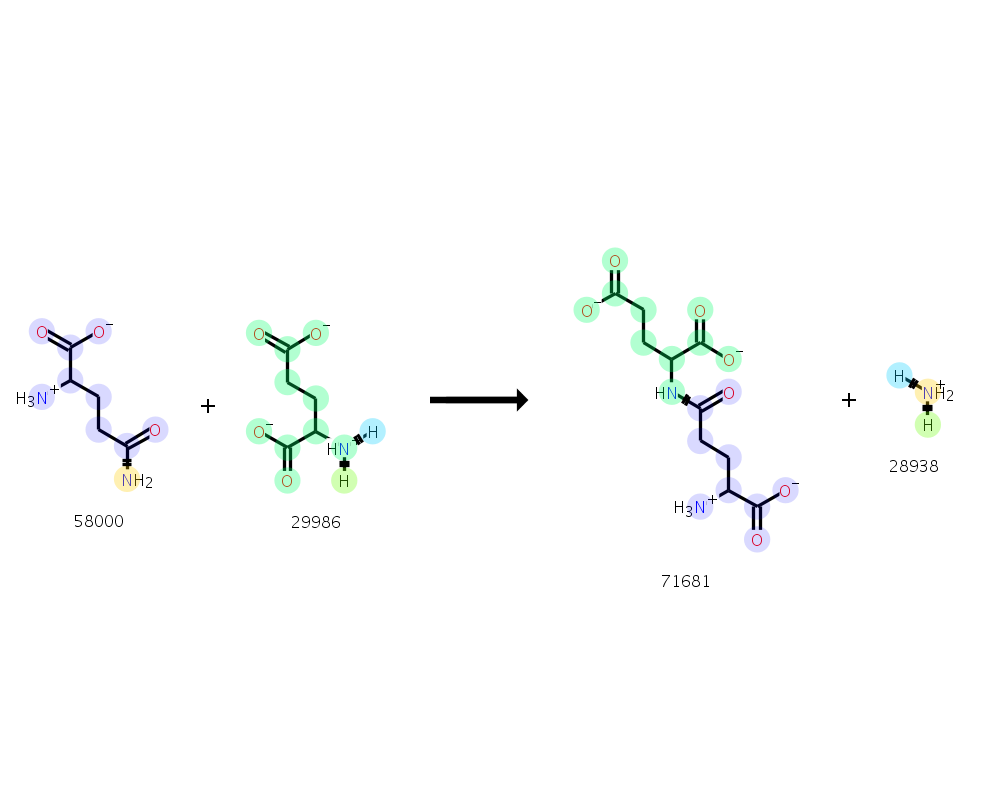 O O⁻
H₃N⁺
O
NH₂
58000
+
O O⁻
O⁻
O
HN⁺ H
H
29986
O
O⁻
O
O⁻
HN
O
H₃N⁺
O⁻
O
71681
+
H
NH₂⁺
H
28938